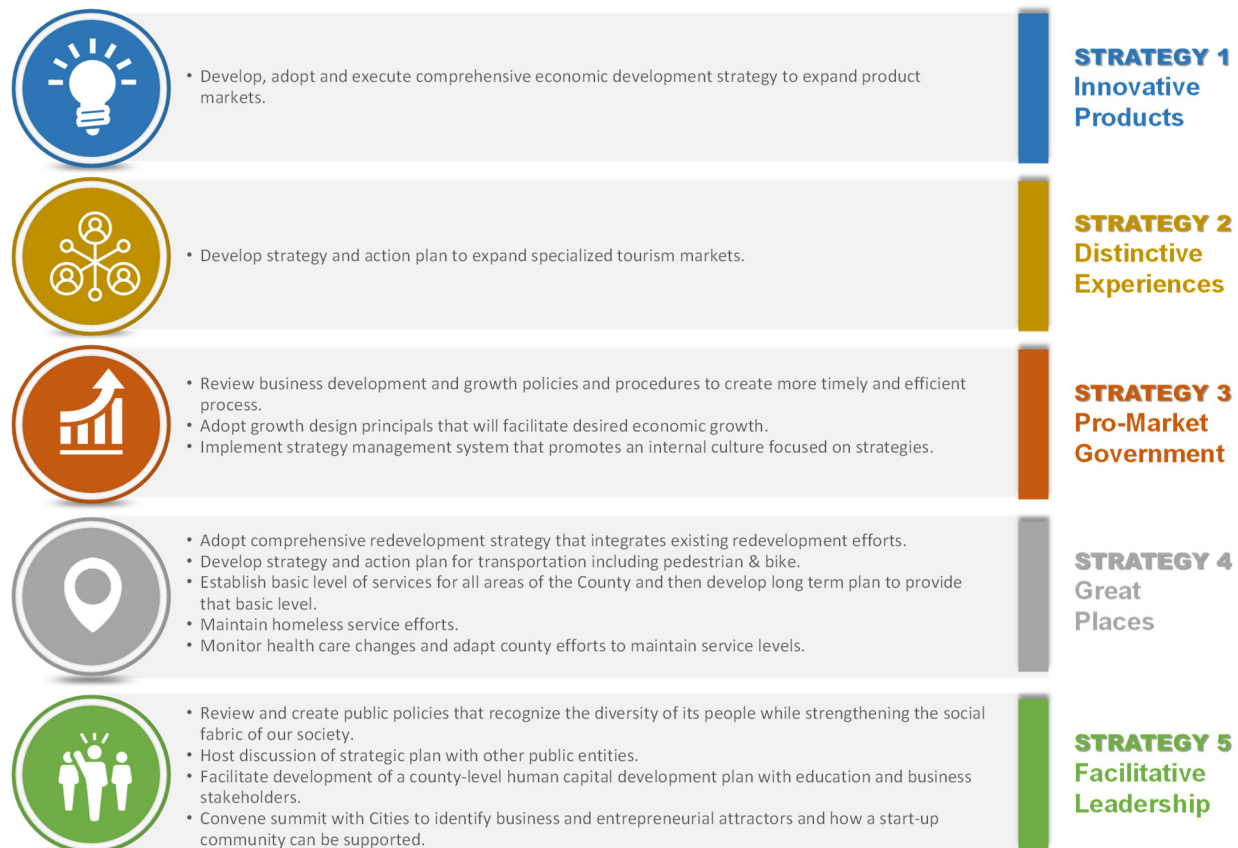 • Develop, adopt and execute comprehensive economic development strategy to expand product
markets.
STRATEGY 1
Innovative
Products
• Develop strategy and action plan to expand specialized tourism markets.
STRATEGY 2
Distinctive
Experiences
• Review business development and growth policies and procedures to create more timely and efficient
process.
• Adopt growth design principals that will facilitate desired economic growth.
• Implement strategy management system that promotes an internal culture focused on strategies.
STRATEGY 3
Pro-Market
Government
• Adopt comprehensive redevelopment strategy that integrates existing redevelopment efforts.
• Develop strategy and action plan for transportation including pedestrian & bike.
• Establish basic level of services for all areas of the County and then develop long term plan to provide
that basic level.
• Maintain homeless service efforts.
• Monitor health care changes and adapt county efforts to maintain service levels.
STRATEGY 4
Great
Places
• Review and create public policies that recognize the diversity of its people while strengthening the social
fabric of our society.
• Host discussion of strategic plan with other public entities.
• Facilitate development of a county-level human capital development plan with education and business
stakeholders.
• Convene summit with Cities to identify business and entrepreneurial attractors and how a start-up
community can be supported.
STRATEGY 5
Facilitative
Leadership